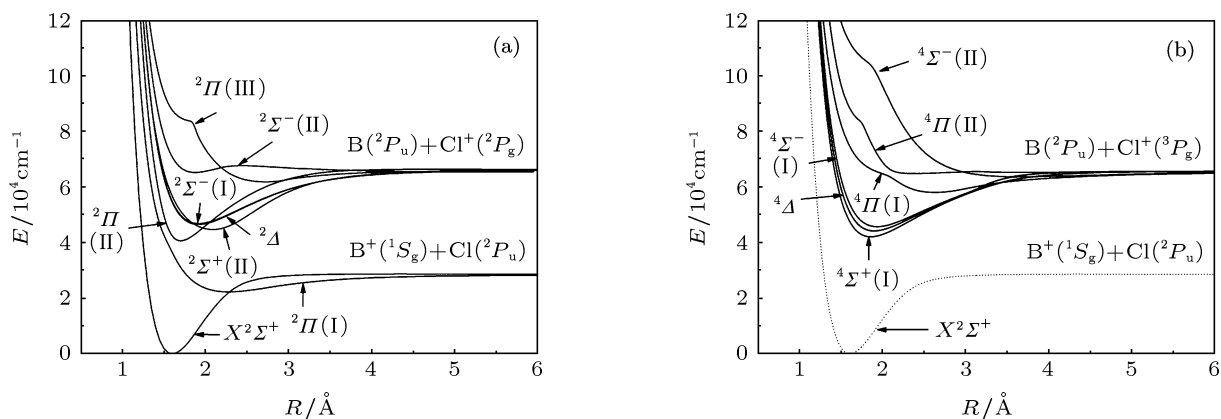 (a)
E/10⁴cm⁻¹
12
10
8
6
4
2
0
²Π(III)
²Σ⁻(II)
B(²Pᵤ)+Cl⁺(²P_g)
²Σ⁻(I)
²Π
(II)
²Δ
²Σ⁺(II)
B⁺(¹S_g)+Cl(²Pᵤ)
²Π(I)
X²Σ⁺
1 2 3 4 5 6
R/Å
(b)
E/10⁴cm⁻¹
12
10
8
6
4
2
0
⁴Σ⁻(II)
⁴Π(II)
B(²Pᵤ)+Cl⁺(³P_g)
⁴Σ⁻
(I)
⁴Π(I)
⁴Δ
B⁺(¹S_g)+Cl(²Pᵤ)
⁴Σ⁺(I)
X²Σ⁺
1 2 3 4 5 6
R/Å